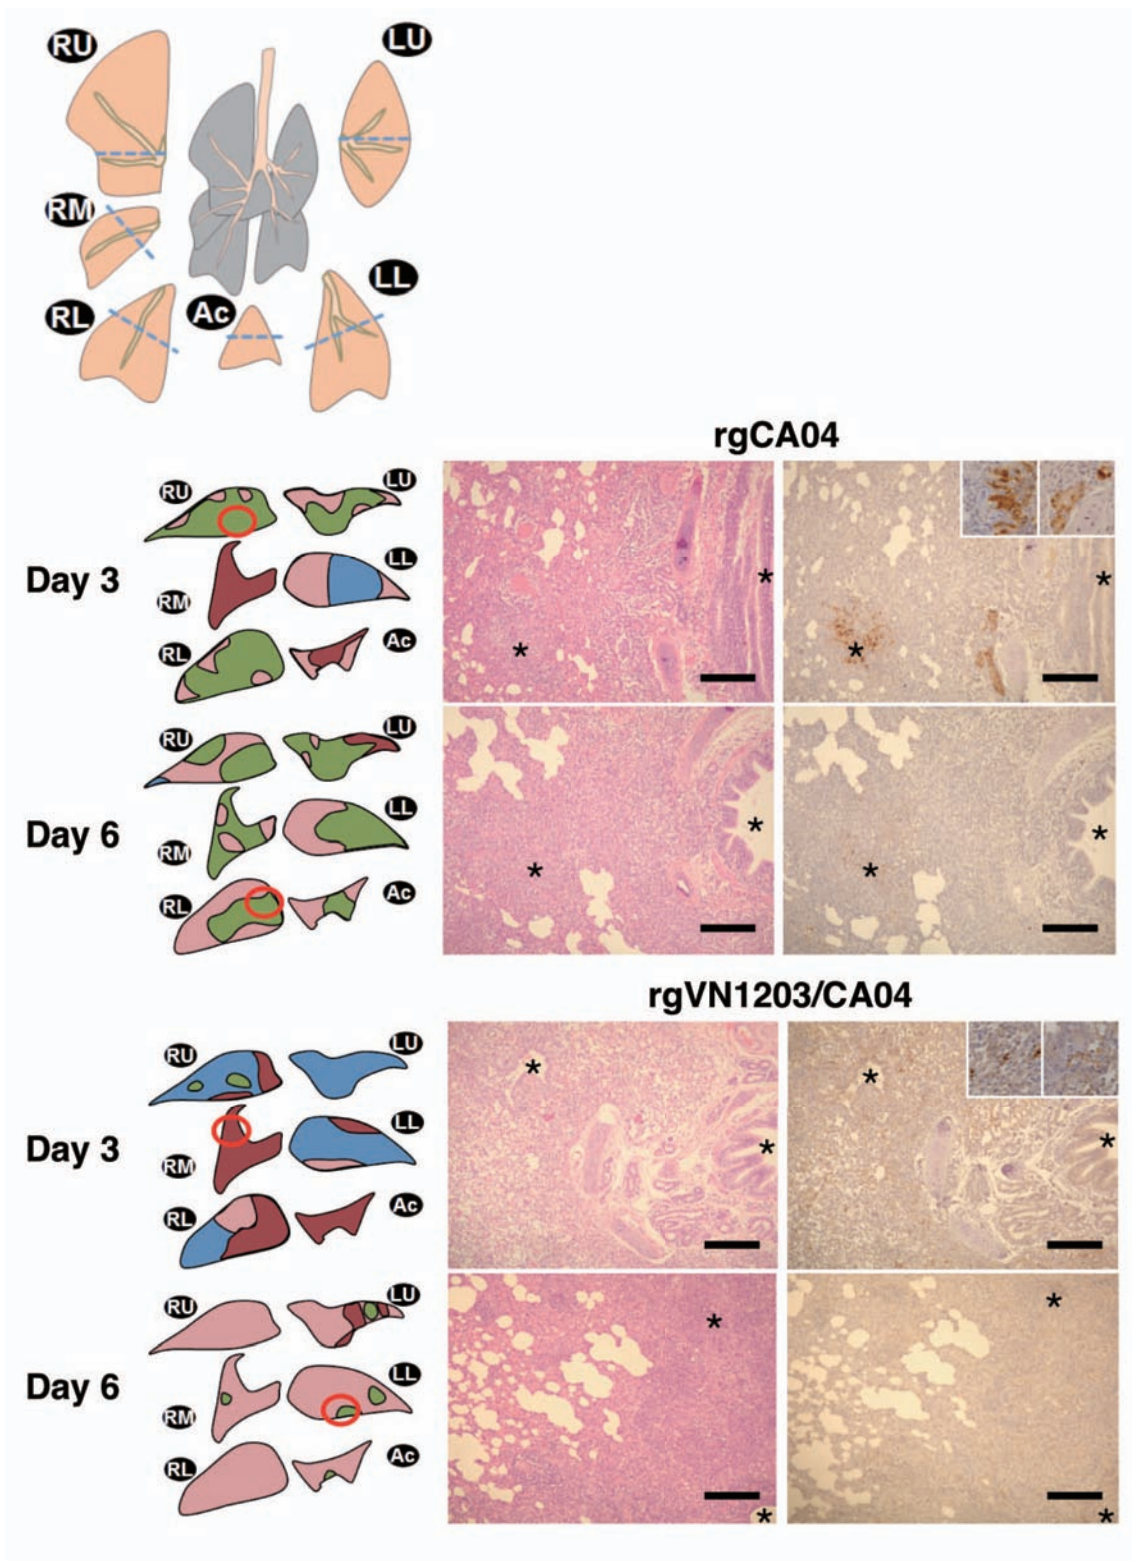 RU
LU
RM
RL
Ac
LL
rgCA04
Day 3
RU
LU
RM
LL
RL
Ac
* *
* *
Day 6
RU
LU
RM
LL
RL
Ac
* *
* *
rgVN1203/CA04
Day 3
RU
LU
RM
LL
RL
Ac
* *
* *
Day 6
RU
LU
RM
LL
RL
Ac
* *
* *